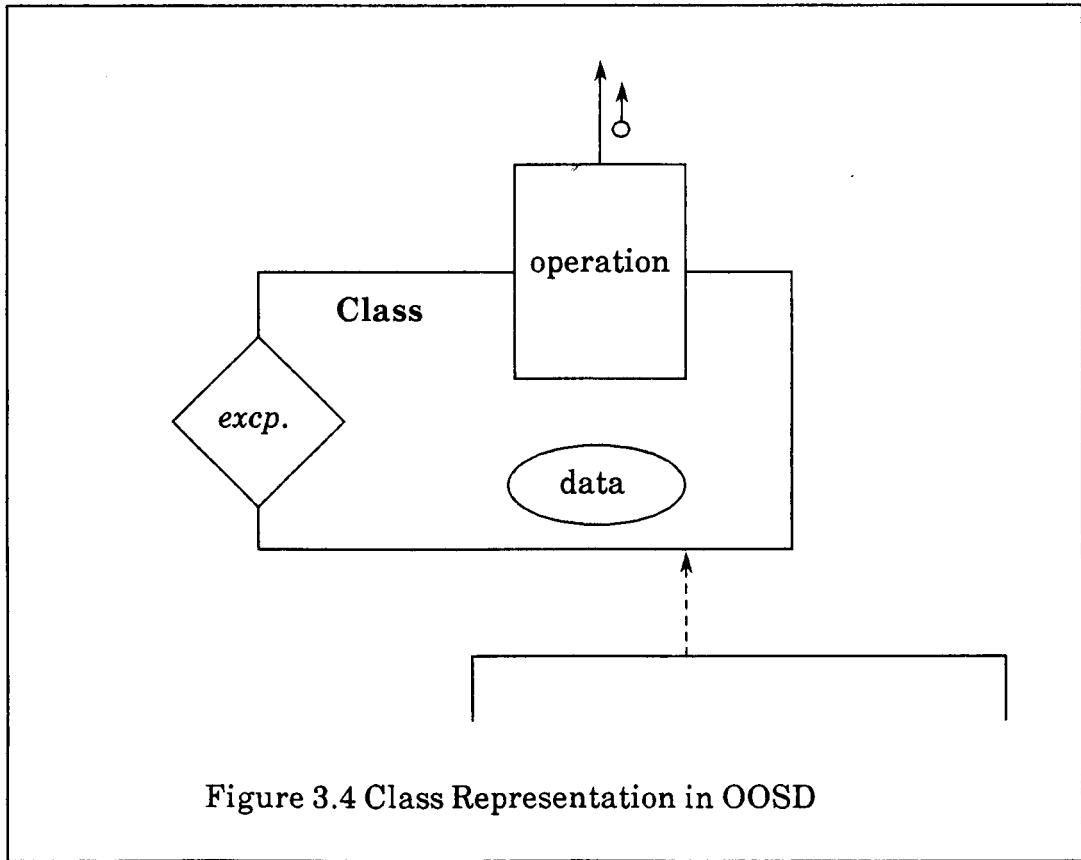 operation
Class
excp.
data
Figure 3.4 Class Representation in OOSD